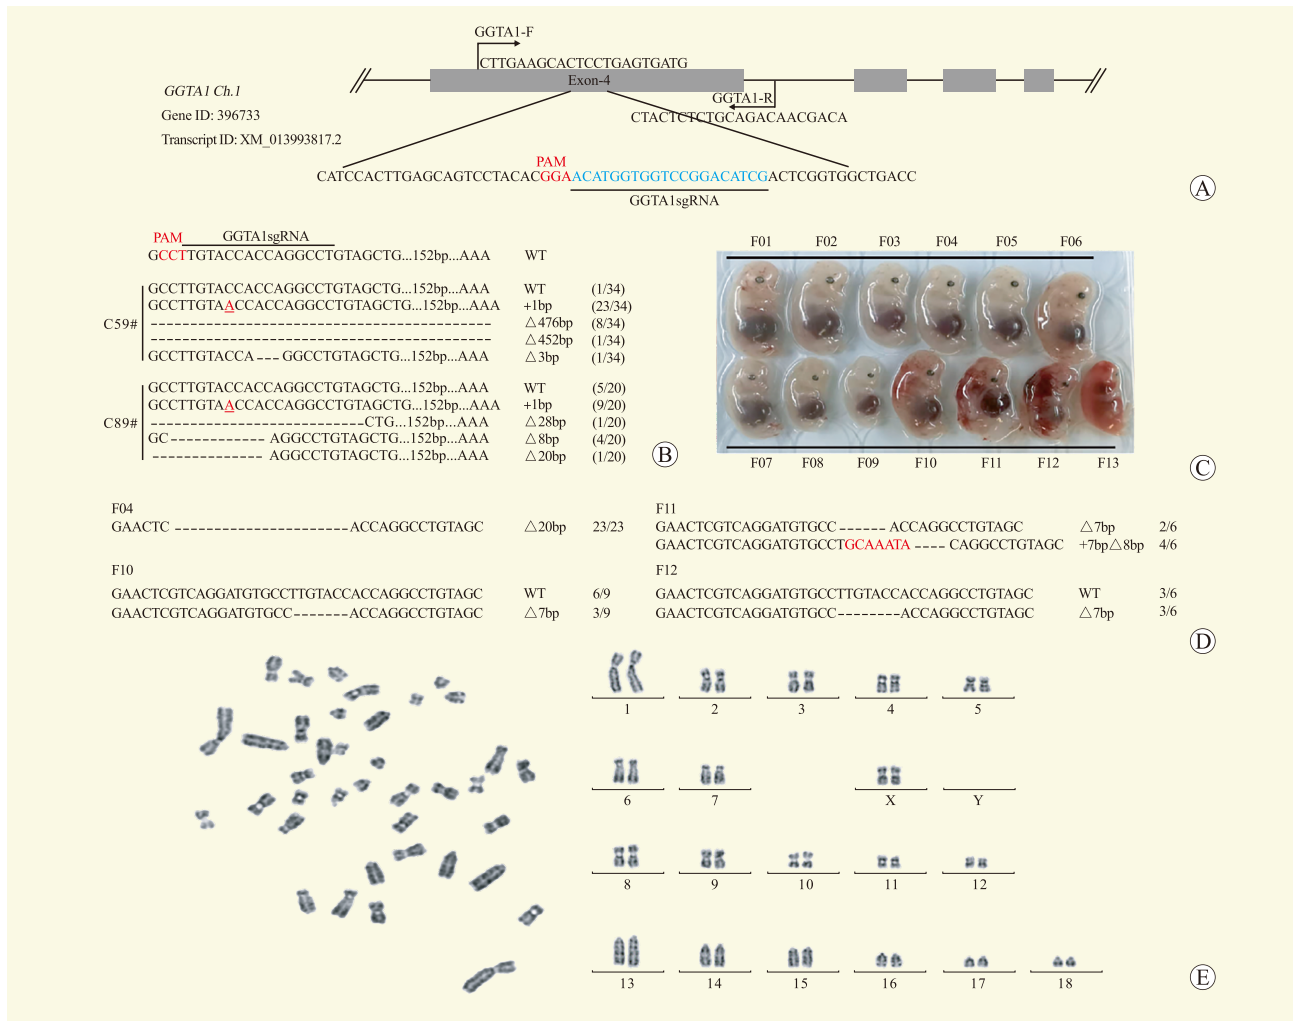 GGTA1-F
CTTGAAGCACTCCTGAGTGATG
Exon-4
GGTA1 Ch.1
Gene ID: 396733
Transcript ID: XM_013993817.2
GGTA1-R
CTACTCTCTGCAGACAACGACA
PAM
CATCCACTTGAGCAGTCCTACACGGAACATGGTGGTCCGGACATCGACTCGGTGGCTGACC
GGTA1sgRNA
A
PAM GGTA1sgRNA
GCCTTGTACCACCAGGCCTGTAGCTG...152bp...AAA WT
C59#
GCCTTGTACCACCAGGCCTGTAGCTG...152bp...AAA WT (1/34)
GCCTTGTAACCACCAGGCCTGTAGCTG...152bp...AAA +1bp (23/34)
---------------------------------------- △476bp (8/34)
---------------------------------------- △452bp (1/34)
GCCTTGTACCA---GGCCTGTAGCTG...152bp...AAA △3bp (1/34)
C89#
GCCTTGTACCACCAGGCCTGTAGCTG...152bp...AAA WT (5/20)
GCCTTGTAACCACCAGGCCTGTAGCTG...152bp...AAA +1bp (9/20)
-------------------------CTG...152bp...AAA △28bp (1/20)
GC-----------AGGCCTGTAGCTG...152bp...AAA △8bp (4/20)
-------------AGGCCTGTAGCTG...152bp...AAA △20bp (1/20)
B
F01 F02 F03 F04 F05 F06
F07 F08 F09 F10 F11 F12 F13
C
F04
GAACTC --------------------ACCAGGCCTGTAGC △20bp 23/23
F10
GAACTCGTCAGGATGTGCCTTGTACCACCAGGCCTGTAGC WT 6/9
GAACTCGTCAGGATGTGCC-------ACCAGGCCTGTAGC △7bp 3/9
F11
GAACTCGTCAGGATGTGCC------ACCAGGCCTGTAGC △7bp 2/6
GAACTCGTCAGGATGTGCCTGCAAATA----CAGGCCTGTAGC +7bp△8bp 4/6
F12
GAACTCGTCAGGATGTGCCTTGTACCACCAGGCCTGTAGC WT 3/6
GAACTCGTCAGGATGTGCC--------ACCAGGCCTGTAGC △7bp 3/6
D
1 2 3 4 5
6 7 X Y
8 9 10 11 12
13 14 15 16 17 18
E